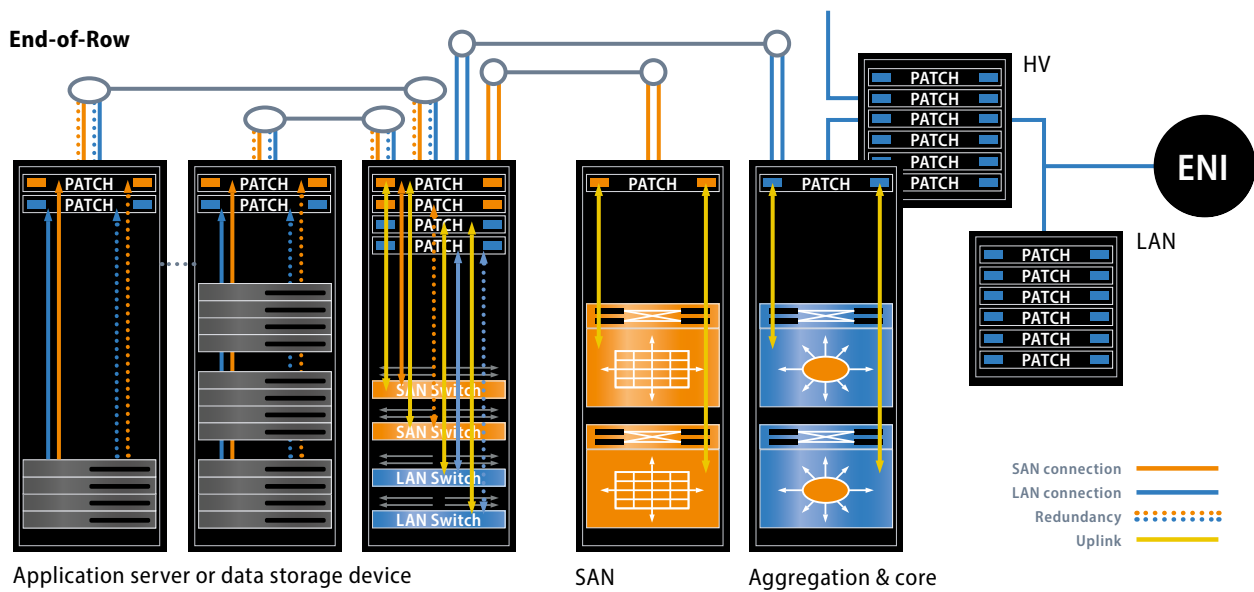 End-of-Row
HV
PATCH
PATCH
PATCH
PATCH
PATCH
PATCH
ENI
PATCH
PATCH
PATCH
PATCH
PATCH
PATCH
PATCH
PATCH
PATCH
PATCH
LAN
PATCH
PATCH
PATCH
PATCH
PATCH
PATCH
SAN Switch
SAN Switch
LAN Switch
LAN Switch
SAN connection
LAN connection
Redundancy
Uplink
Application server or data storage device
SAN
Aggregation & core